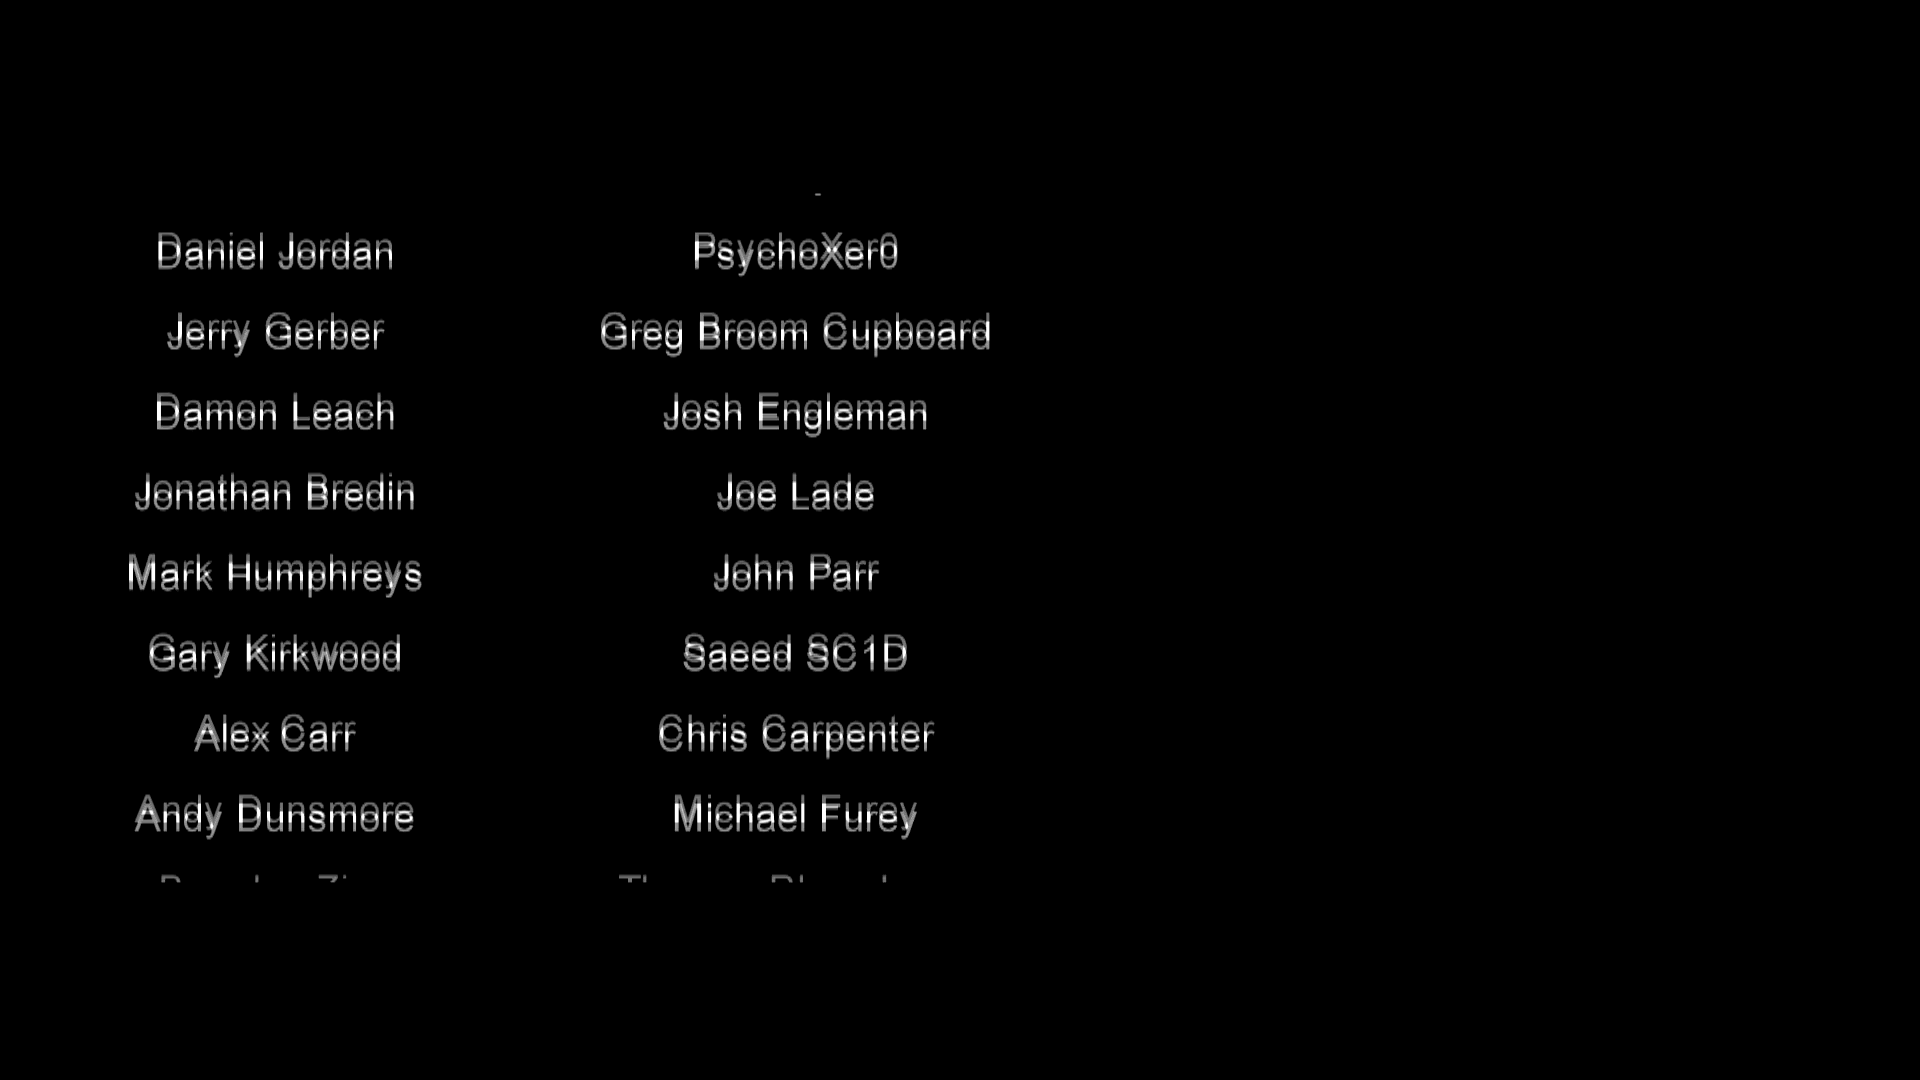 Daniel Jordan
Jerry Gerber
Damon Leach
Jonathan Bredin
Mark Humphreys
Gary Kirkwood
Alex Carr
Andy Dunsmore
PsychoXer0
Greg Broom Cupboard
Josh Engleman
Joe Lade
John Parr
Saeed SC1D
Chris Carpenter
Michael Furey